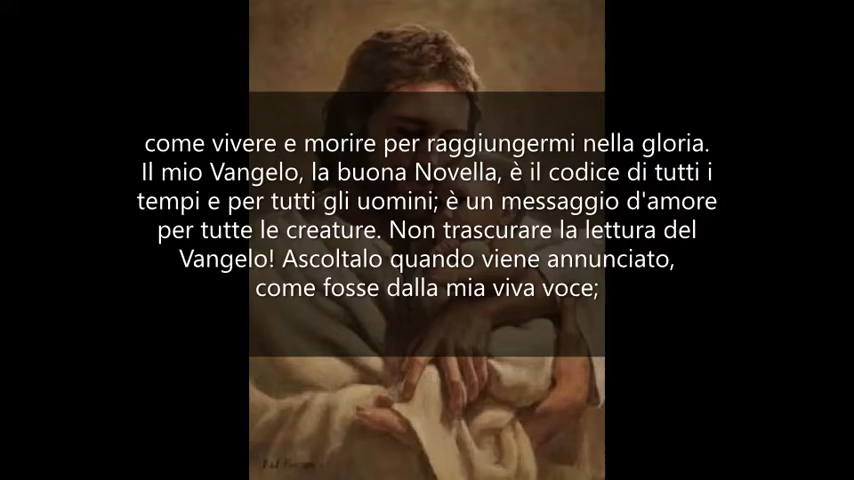 come vivere e morire per raggiungermi nella gloria.
Il mio Vangelo, la buona Novella, è il codice di tutti i
tempi e per tutti gli uomini; è un messaggio d'amore
per tutte le creature. Non trascurare la lettura del
Vangelo! Ascoltalo quando viene annunciato,
come fosse dalla mia viva voce;